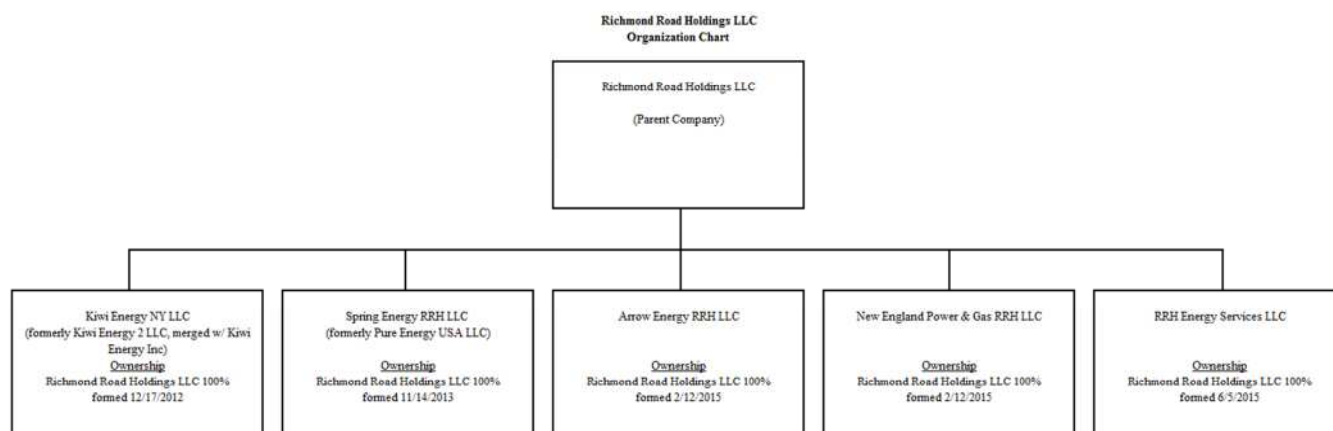 Richmond Road Holdings LLC
Organization Chart
Richmond Road Holdings LLC
(Parent Company)
Kiwi Energy NY LLC
(formerly Kiwi Energy 2 LLC, merged w/ Kiwi
Energy Inc)
Ownership
Richmond Road Holdings LLC 100%
formed 12/17/2012
Spring Energy RRH LLC
(formerly Pure Energy USA LLC)
Ownership
Richmond Road Holdings LLC 100%
formed 11/14/2013
Arrow Energy RRH LLC
Ownership
Richmond Road Holdings LLC 100%
formed 2/12/2015
New England Power & Gas RRH LLC
Ownership
Richmond Road Holdings LLC 100%
formed 2/12/2015
RRH Energy Services LLC
Ownership
Richmond Road Holdings LLC 100%
formed 6/5/2015